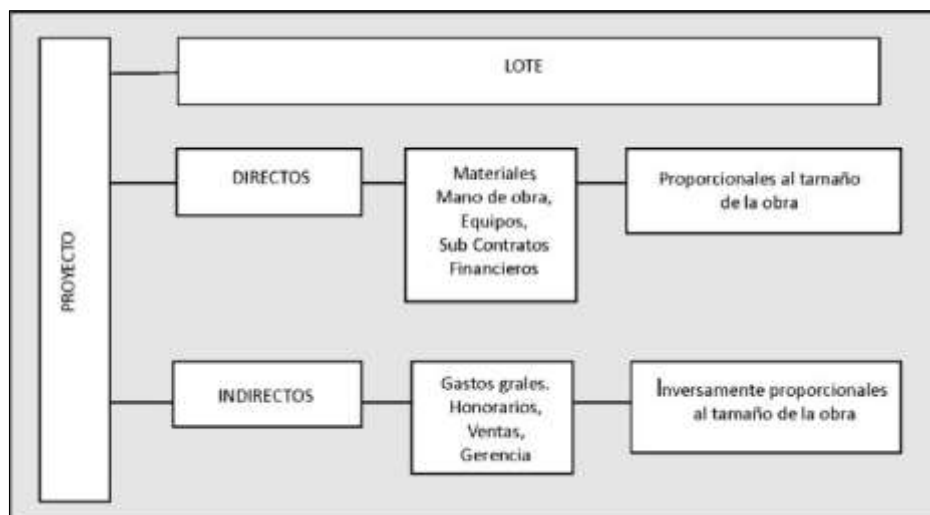 PROYECTO
LOTE
DIRECTOS
Materiales
Mano de obra,
Equipos,
Sub Contratos
Financieros
Proporcionales al tamaño
de la obra
INDIRECTOS
Gastos grales.
Honorarios,
Ventas,
Gerencia
Inversamente proporcionales
al tamaño de la obra